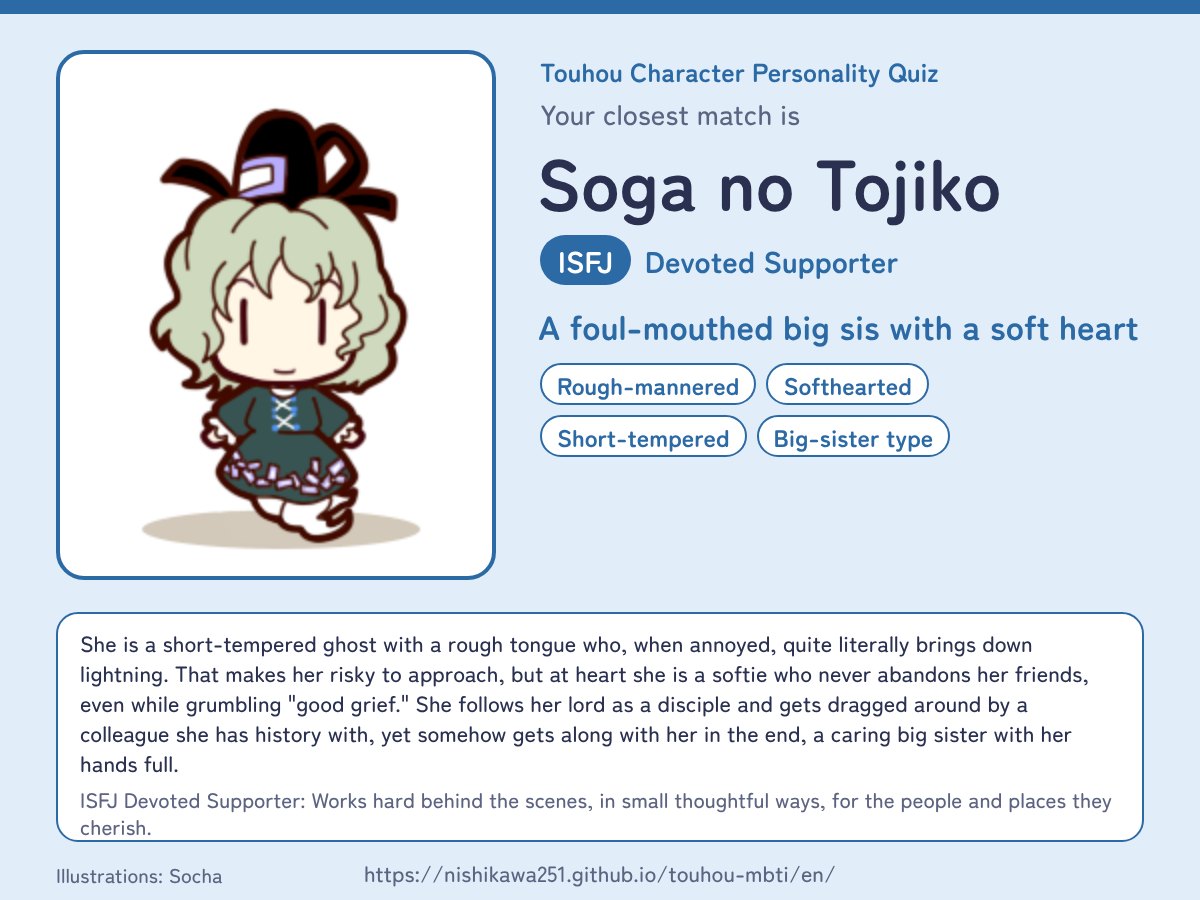 Touhou Character Personality Quiz
Your closest match is
Soga no Tojiko
ISFJ Devoted Supporter
A foul-mouthed big sis with a soft heart
Rough-mannered Softhearted
Short-tempered Big-sister type
She is a short-tempered ghost with a rough tongue who, when annoyed, quite literally brings down
lightning. That makes her risky to approach, but at heart she is a softie who never abandons her friends,
even while grumbling "good grief." She follows her lord as a disciple and gets dragged around by a
colleague she has history with, yet somehow gets along with her in the end, a caring big sister with her
hands full.
ISFJ Devoted Supporter: Works hard behind the scenes, in small thoughtful ways, for the people and places they
cherish.
Illustrations: Socha https://nishikawa251.github.io/touhou-mbti/en/